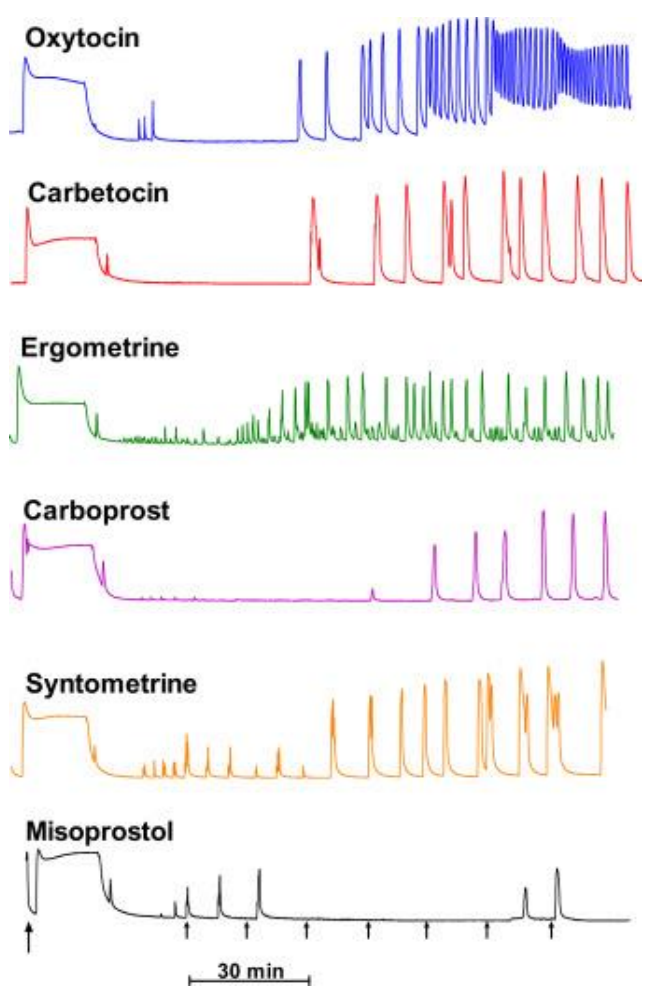 Oxytocin
Carbetocin
Ergometrine
Carboprost
Syntometrine
Misoprostol
30 min